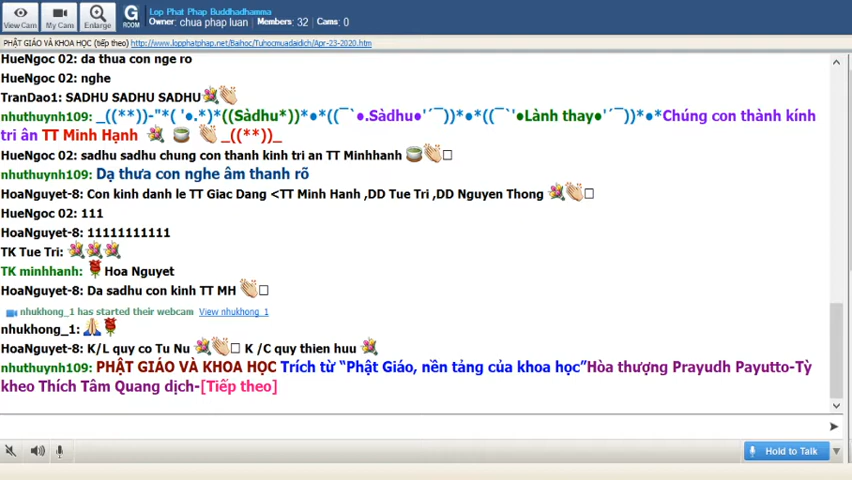 View Cam
My Cam
Enlarge
G ROOM
Lop Phat Phap Buddhadhamma
Owner: chua phap luan Members: 32 Cams: 0
PHẬT GIÁO VÀ KHOA HỌC (tiếp theo) http://www.lopphatphap.net/Baihoc/Tuhocmuadaidich/Apr-23-2020.htm
HueNgoc 02: da thua con nge ro
HueNgoc 02: nghe
TranDao1: SADHU SADHU SADHU
nhuthuynh109: _((**))-"*( '●.*)*((Sàdhu*))*●*((¯`●.Sàdhu●'´¯))*●*((¯`'●Lành thay●'´¯))*●*Chúng con thành kính
tri ân TT Minh Hạnh _((**))_
HueNgoc 02: sadhu sadhu chung con thanh kinh tri an TT Minhhanh
nhuthuynh109: Dạ thưa con nghe âm thanh rõ
HoaNguyet-8: Con kinh danh le TT Giac Dang <TT Minh Hanh ,DD Tue Tri ,DD Nguyen Thong
HueNgoc 02: 111
HoaNguyet-8: 11111111111
TK Tue Tri:
TK minhhanh: Hoa Nguyet
HoaNguyet-8: Da sadhu con kinh TT MH
nhukhong_1 has started their webcam View nhukhong_1
nhukhong_1:
HoaNguyet-8: K/L quy co Tu Nu K /C quy thien huu
nhuthuynh109: PHẬT GIÁO VÀ KHOA HỌC Trích từ “Phật Giáo, nền tảng của khoa học”Hòa thượng Prayudh Payutto-Tỳ
kheo Thích Tâm Quang dịch-[Tiếp theo]
Hold to Talk